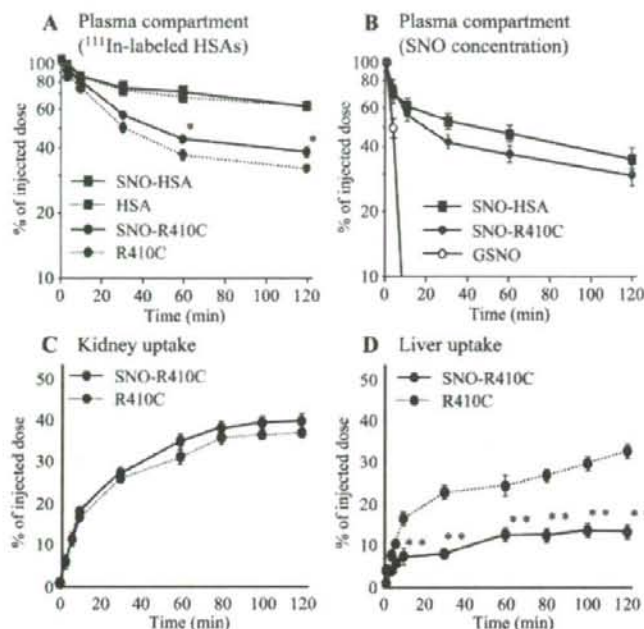 A Plasma compartment
(¹¹¹In-labeled HSAs)
% of injected dose
100
80
60
40
20
10
*
*
SNO-HSA
HSA
SNO-R410C
R410C
0 20 40 60 80 100 120
Time (min)
B Plasma compartment
(SNO concentration)
% of injected dose
100
80
60
40
20
10
SNO-HSA
SNO-R410C
GSNO
0 20 40 60 80 100 120
Time (min)
C Kidney uptake
% of injected dose
50
40
30
20
10
0
SNO-R410C
R410C
0 20 40 60 80 100 120
Time (min)
D Liver uptake
% of injected dose
50
40
30
20
10
0
SNO-R410C
R410C
** ** ** ** ** **
0 20 40 60 80 100 120
Time (min)